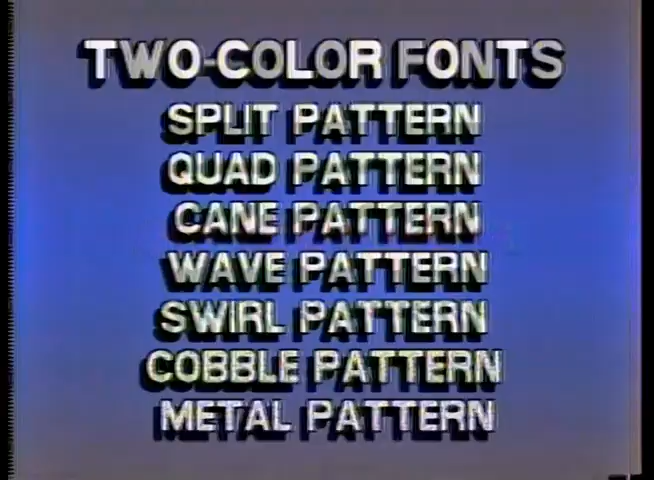 TWO-COLOR FONTS
SPLIT PATTERN
QUAD PATTERN
CANE PATTERN
WAVE PATTERN
SWIRL PATTERN
COBBLE PATTERN
METAL PATTERN